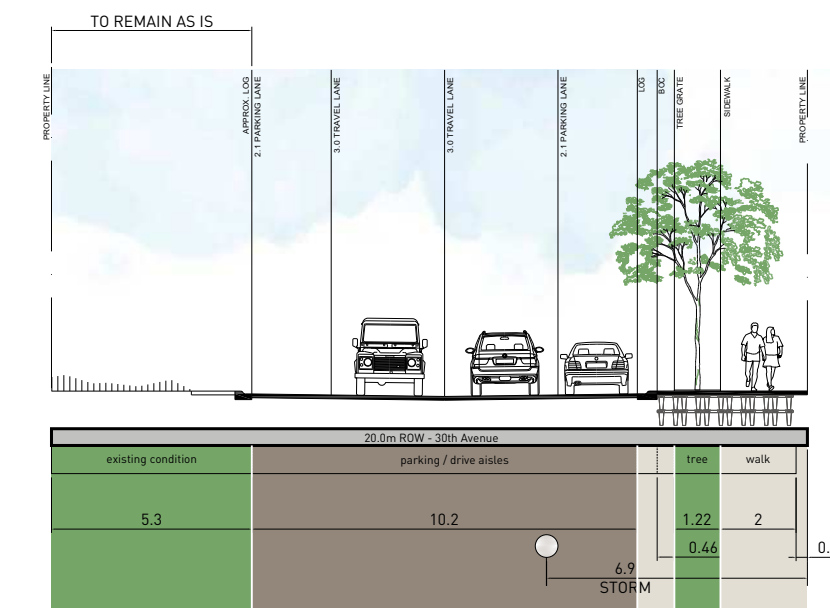 TO REMAIN AS IS
PROPERTY LINE
APPROX. LOG
2.1 PARKING LANE
3.0 TRAVEL LANE
3.0 TRAVEL LANE
2.1 PARKING LANE
LOG
BOC
TREE GRATE
SIDEWALK
PROPERTY LINE
20.0m ROW - 30th Avenue
existing condition
parking / drive aisles
tree
walk
5.3
10.2
1.22
2
0.46
0.
6.9
STORM